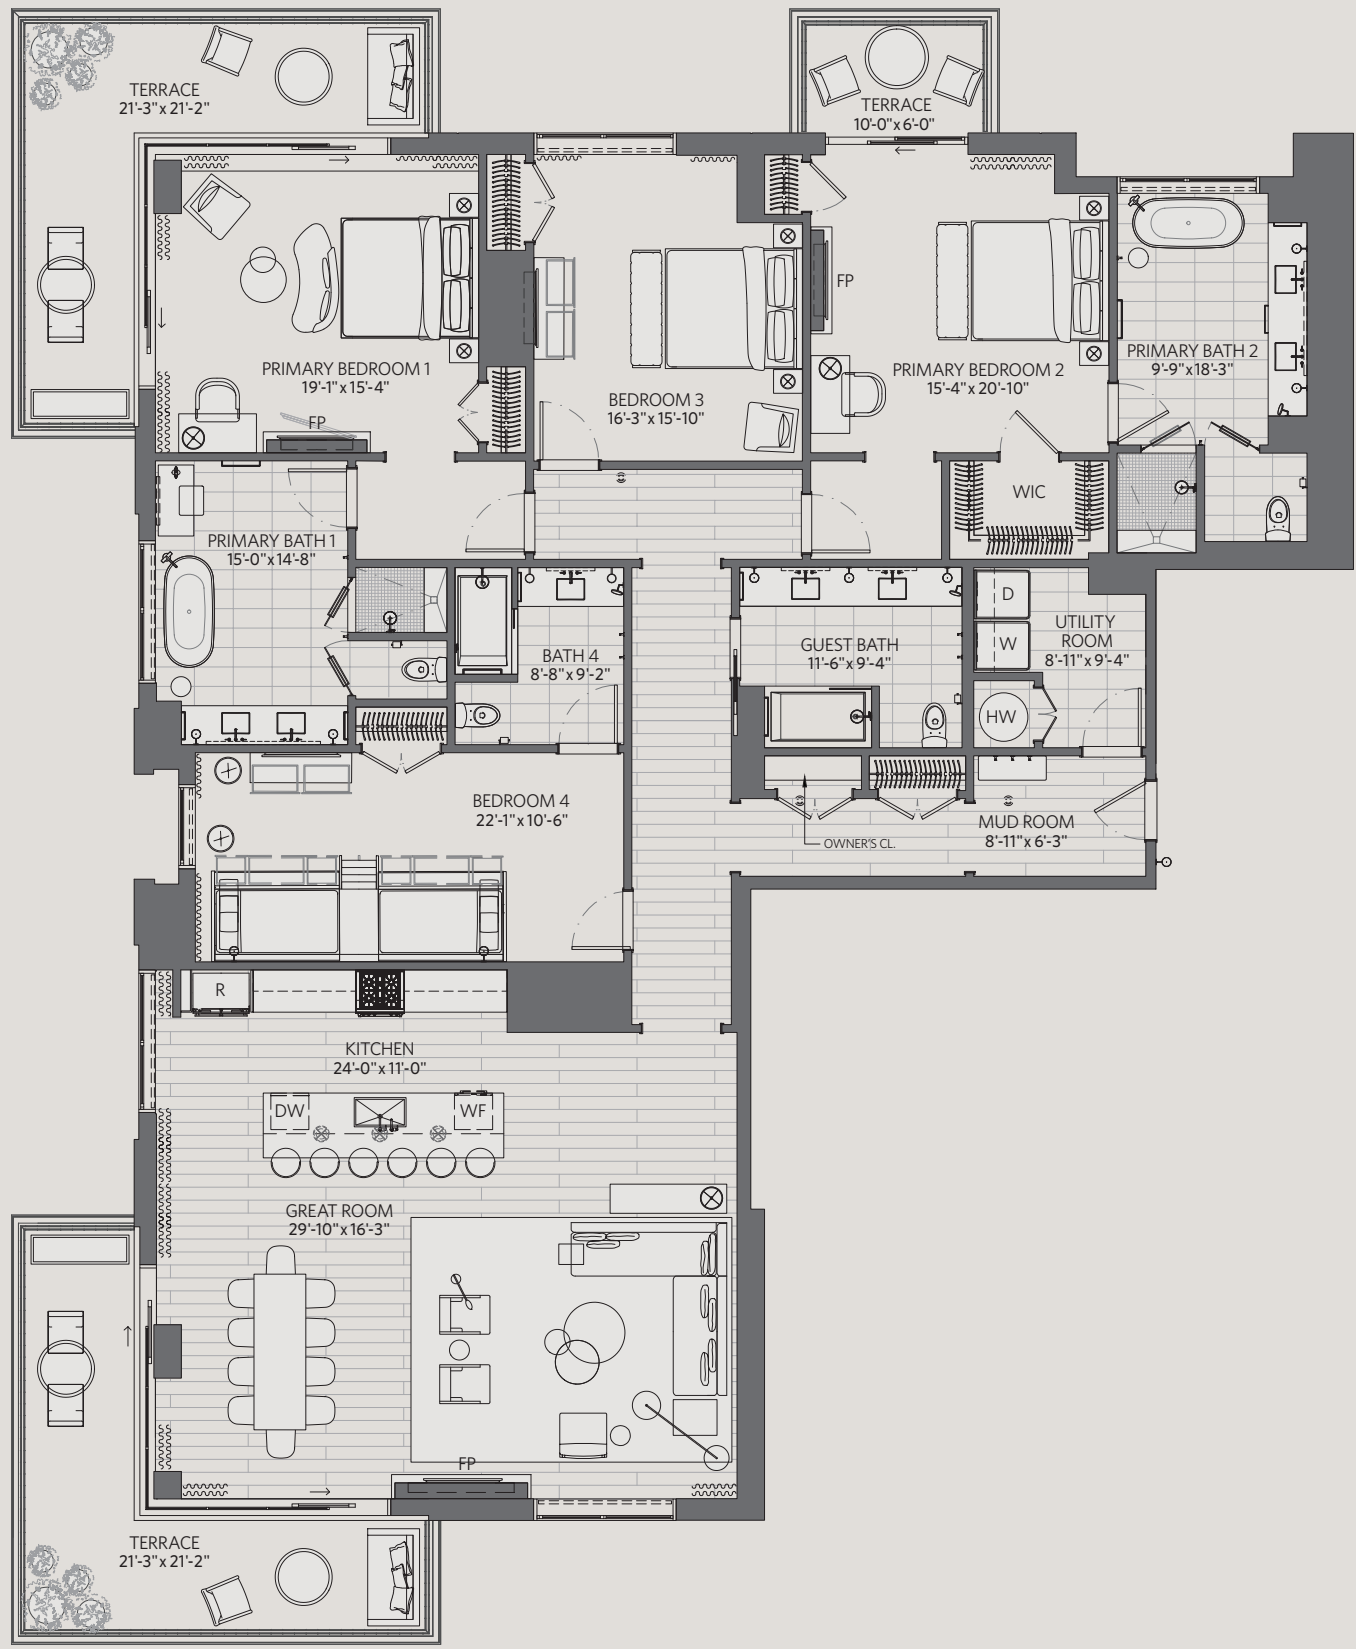 TERRACE
21'-3" x 21'-2"
TERRACE
10'-0" x 6'-0"
PRIMARY BEDROOM 1
19'-1" x 15'-4"
FP
BEDROOM 3
16'-3" x 15'-10"
FP
PRIMARY BEDROOM 2
15'-4" x 20'-10"
PRIMARY BATH 2
9'-9" x 18'-3"
WIC
PRIMARY BATH 1
15'-0" x 14'-8"
BATH 4
8'-8" x 9'-2"
GUEST BATH
11'-6" x 9'-4"
D
W
UTILITY
ROOM
8'-11" x 9'-4"
HW
BEDROOM 4
22'-1" x 10'-6"
OWNER'S CL.
MUD ROOM
8'-11" x 6'-3"
R
KITCHEN
24'-0" x 11'-0"
DW
WF
GREAT ROOM
29'-10" x 16'-3"
FP
TERRACE
21'-3" x 21'-2"